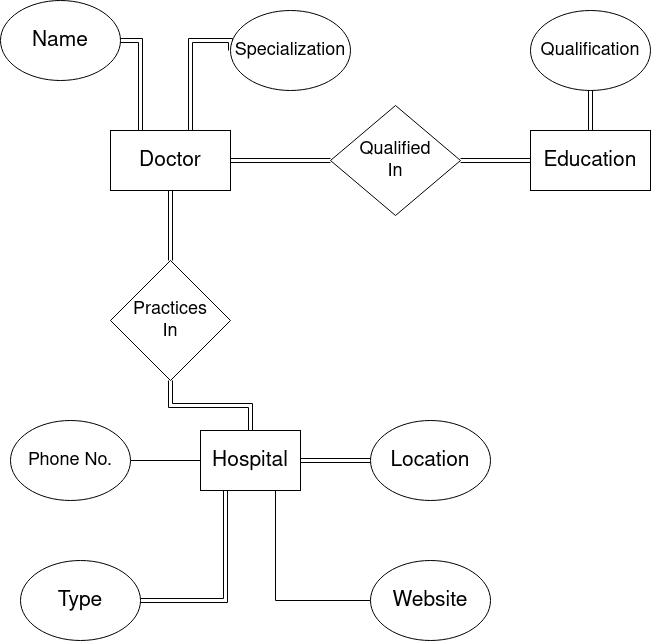 Name
Specialization
Qualification
Doctor
Qualified
In
Education
Practices
In
Phone No.
Hospital
Location
Type
Website